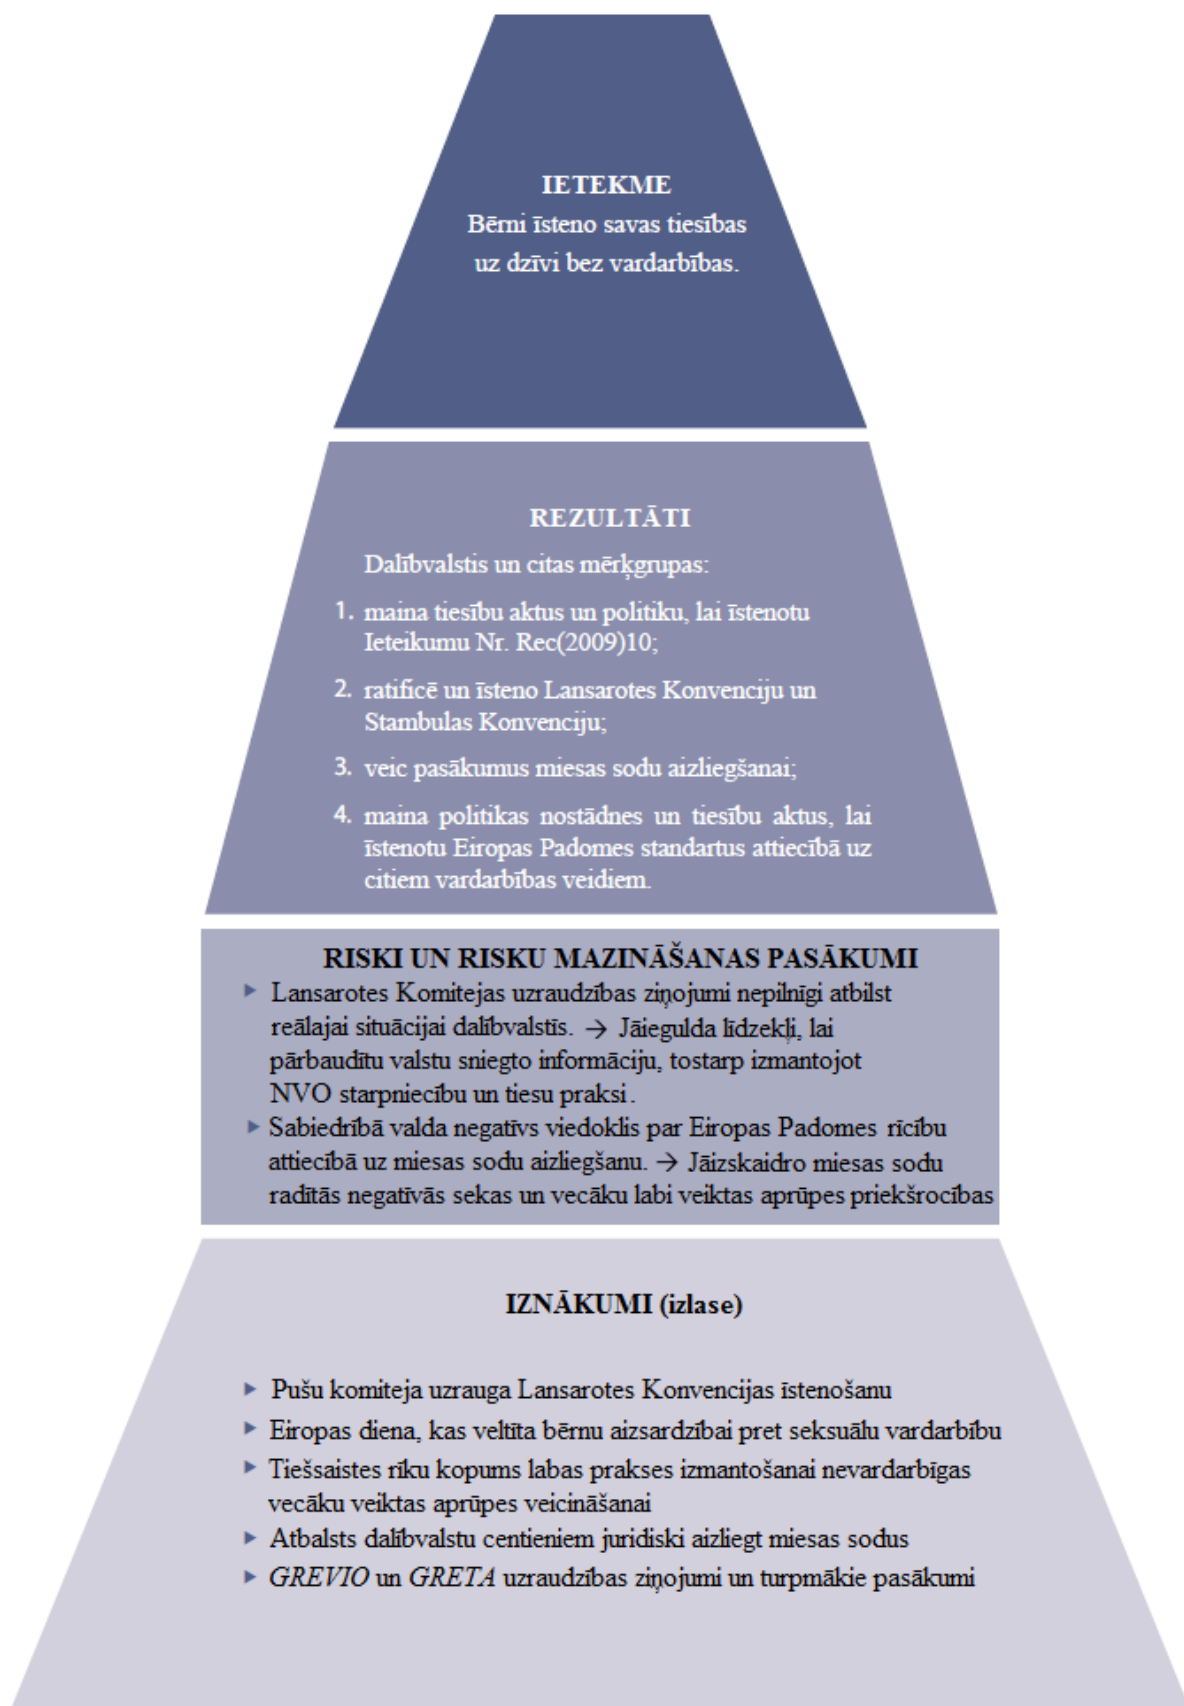 IETEKME
Bērni īsteno savas tiesības
uz dzīvi bez vardarbības.
REZULTĀTI
Dalībvalstis un citas mērķgrupas:
1. maina tiesību aktus un politiku, lai īstenotu
Ieteikumu Nr. Rec(2009)10;
2. ratificē un īsteno Lansarotes Konvenciju un
Stambulas Konvenciju;
3. veic pasākumus miesas sodu aizliegšanai;
4. maina politikas nostādnes un tiesību aktus, lai
īstenotu Eiropas Padomes standartus attiecībā uz
citiem vardarbības veidiem.
RISKI UN RISKU MAZINĀŠANAS PASĀKUMI
▶ Lansarotes Komitejas uzraudzības ziņojumi nepilnīgi atbilst
reālajai situācijai dalībvalstīs. → Jāiegulda līdzekļi, lai
pārbaudītu valstu sniegto informāciju, tostarp izmantojot
NVO starpniecību un tiesu praksi.
▶ Sabiedrībā valda negatīvs viedoklis par Eiropas Padomes rīcību
attiecībā uz miesas sodu aizliegšanu. → Jāizskaidro miesas sodu
radītās negatīvās sekas un vecāku labi veiktas aprūpes priekšrocības
IZNĀKUMI (izlase)
▶ Pušu komiteja uzrauga Lansarotes Konvencijas īstenošanu
▶ Eiropas diena, kas veltīta bērnu aizsardzībai pret seksuālu vardarbību
▶ Tiešsaistes rīku kopums labas prakses izmantošanai nevardarbīgas
vecāku veiktas aprūpes veicināšanai
▶ Atbalsts dalībvalstu centieniem juridiski aizliegt miesas sodus
▶ GREVIO un GRETA uzraudzības ziņojumi un turpmākie pasākumi